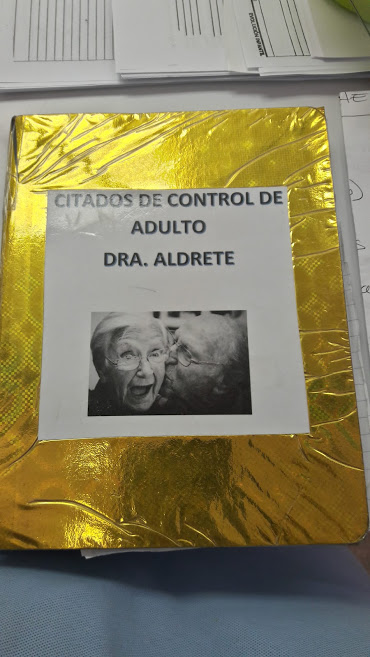 CITADOS DE CONTROL DE
ADULTO
DRA. ALDRETE